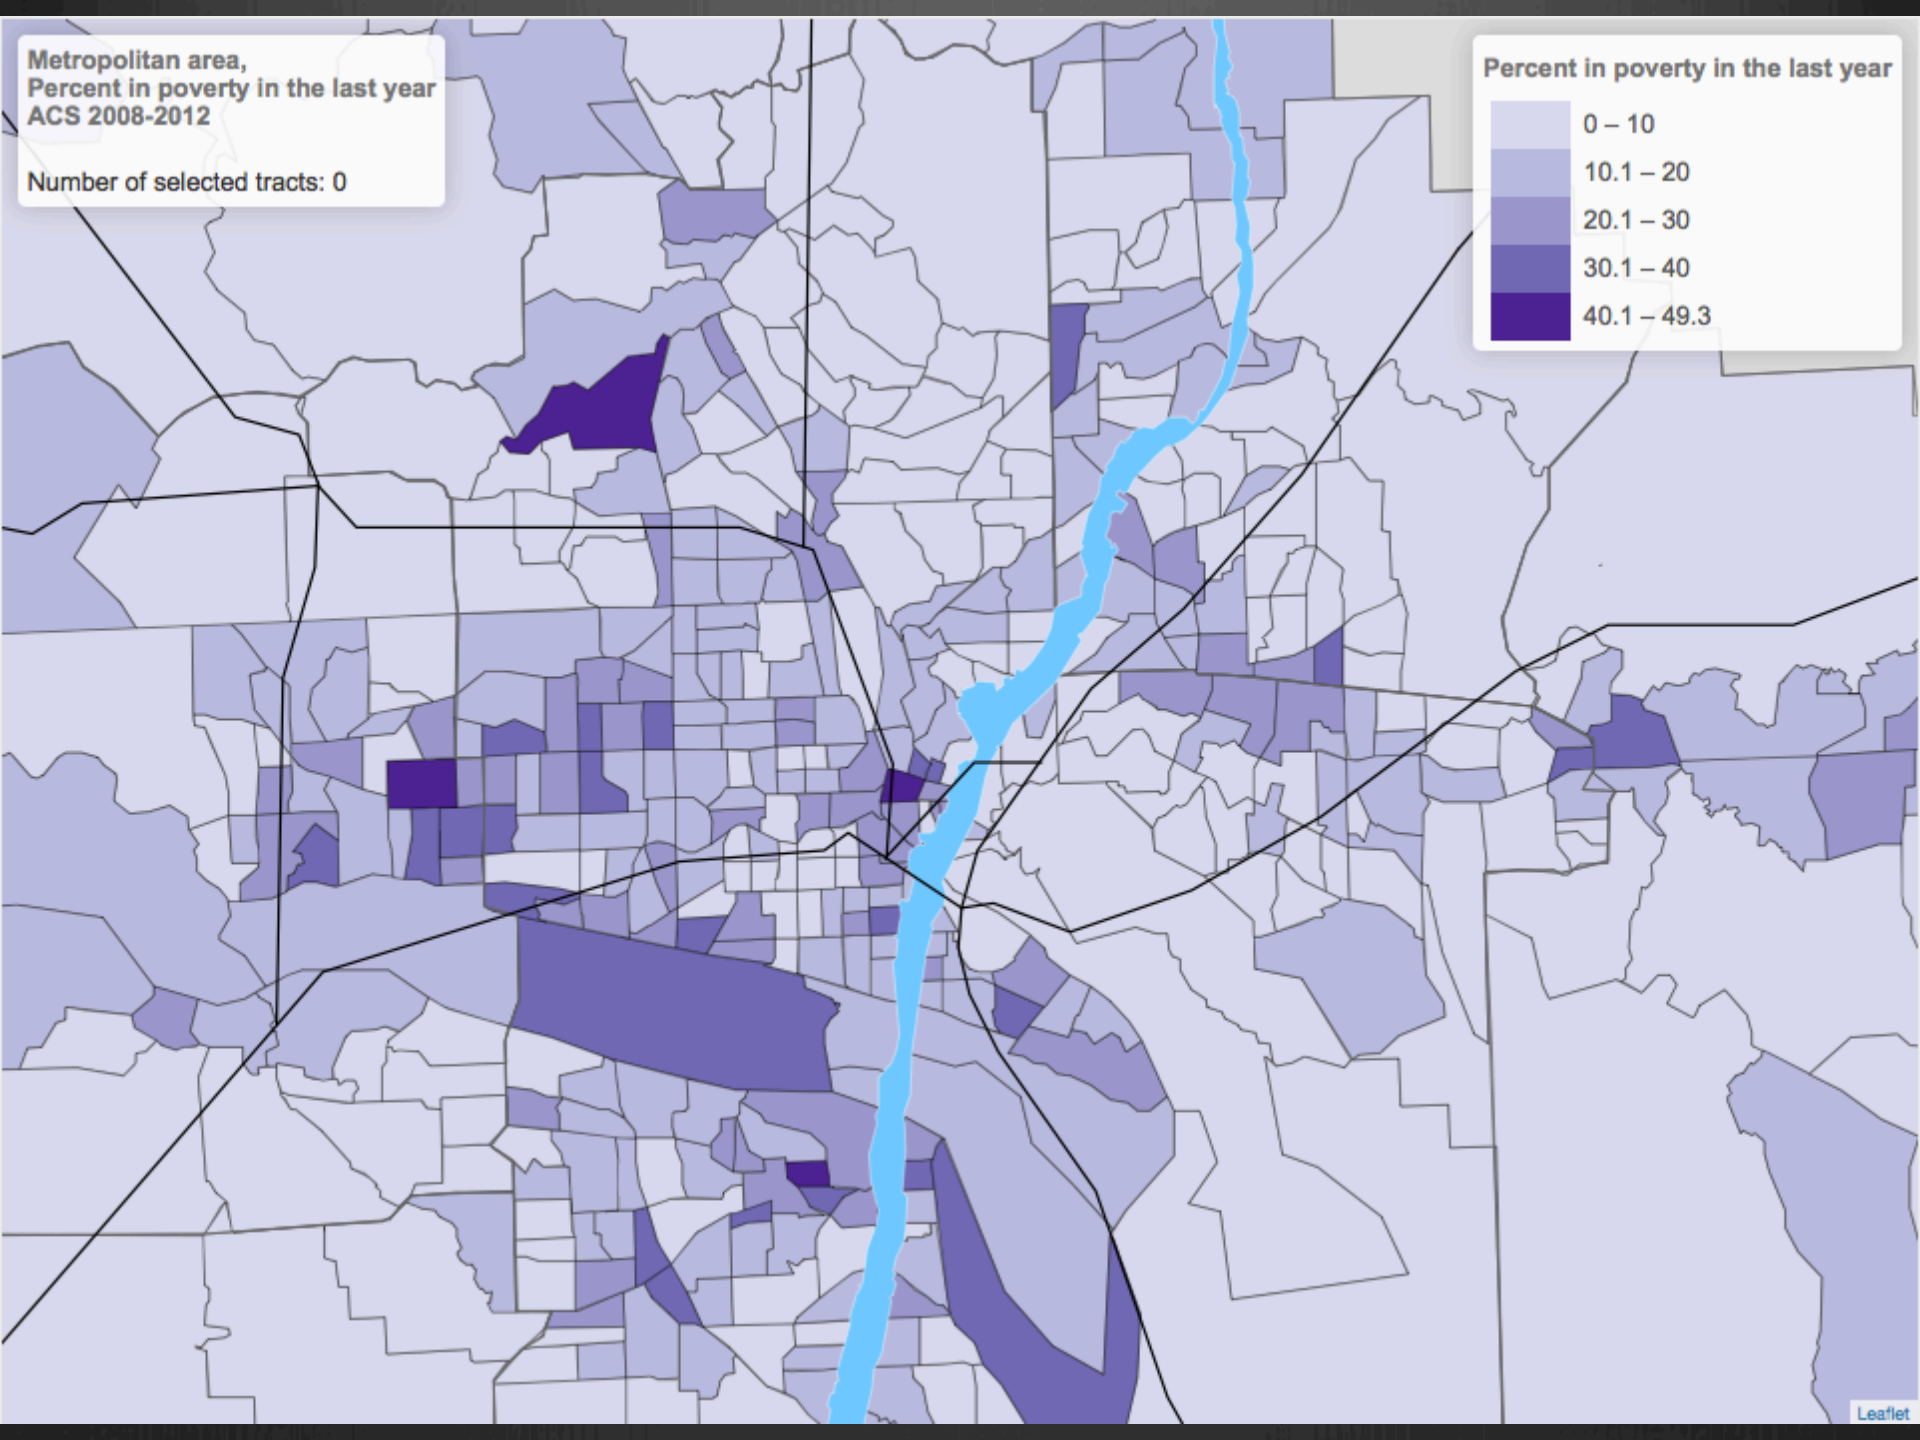 Metropolitan area,
Percent in poverty in the last year
ACS 2008-2012
Number of selected tracts: 0
Percent in poverty in the last year
0 – 10
10.1 – 20
20.1 – 30
30.1 – 40
40.1 – 49.3
Leaflet